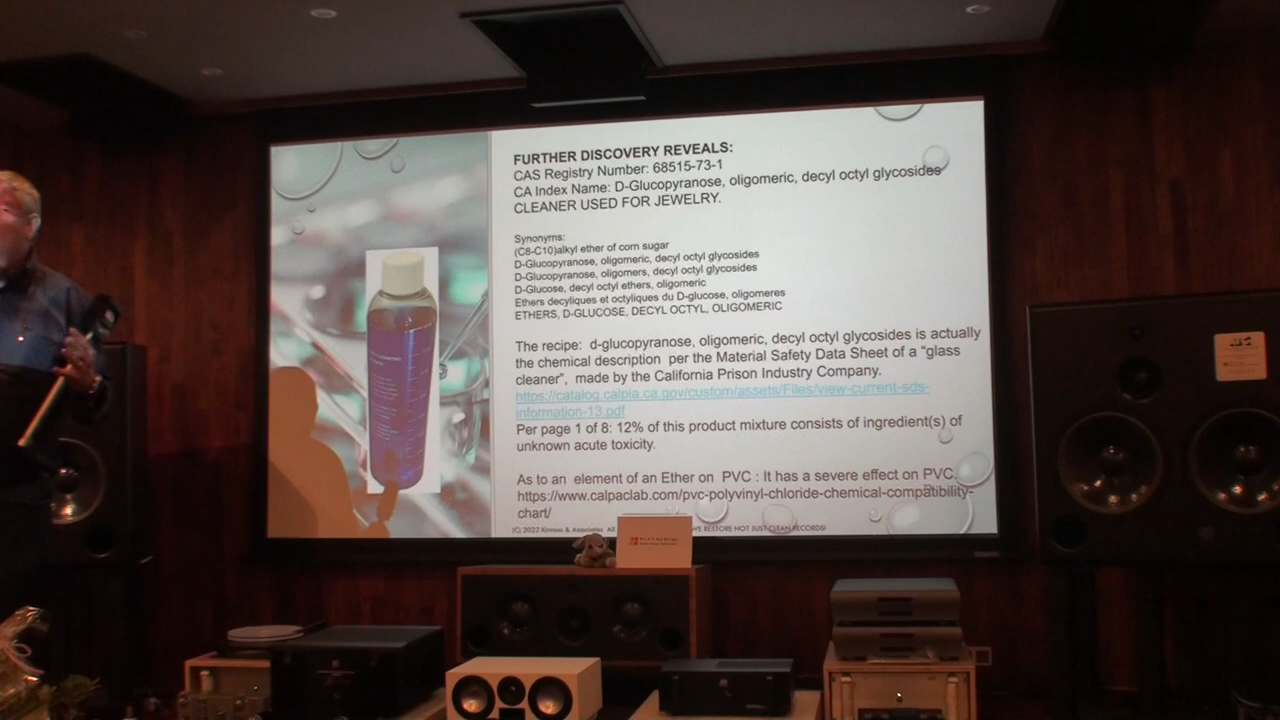 FURTHER DISCOVERY REVEALS:
CAS Registry Number: 68515-73-1
CA Index Name: D-Glucopyranose, oligomeric, decyl octyl glycosides
CLEANER USED FOR JEWELRY.
Synonyms:
(C8-C10)alkyl ether of corn sugar
D-Glucopyranose, oligomeric, decyl octyl glycosides
D-Glucopyranose, oligomers, decyl octyl glycosides
D-Glucose, decyl octyl ethers, oligomeric
Ethers decyliques et octyliques du D-glucose, oligomeres
ETHERS, D-GLUCOSE, DECYL OCTYL, OLIGOMERIC
The recipe: d-glucopyranose, oligomeric, decyl octyl glycosides is actually
the chemical description per the Material Safety Data Sheet of a "glass
cleaner", made by the California Prison Industry Company.
https://catalog.calpia.ca.gov/custom/assets/Files/view-current-sds-
information-13.pdf
Per page 1 of 8: 12% of this product mixture consists of ingredient(s) of
unknown acute toxicity.
As to an element of an Ether on PVC : It has a severe effect on PVC.
https://www.calpaclab.com/pvc-polyvinyl-chloride-chemical-compatibility-
chart/
(C) 2022 & Associates. All WE RESTORE NOT JUST CLEAN RECORDS!